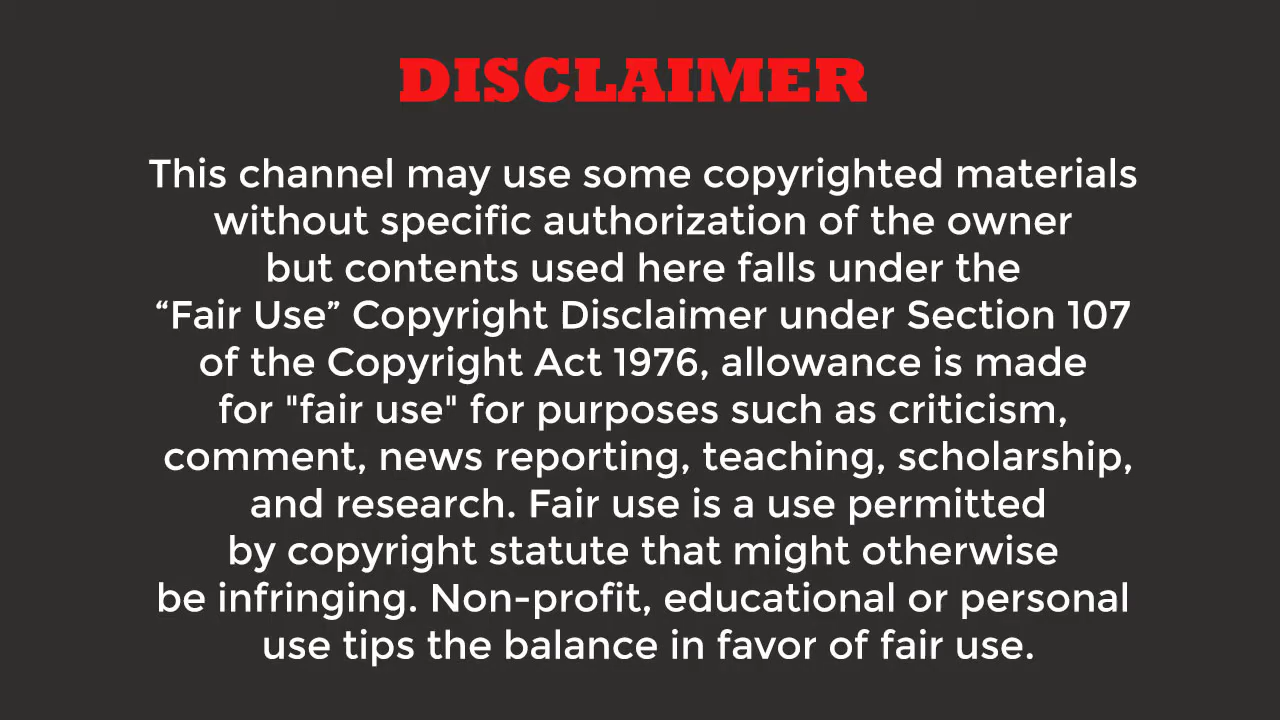 DISCLAIMER
This channel may use some copyrighted materials
without specific authorization of the owner
but contents used here falls under the
“Fair Use” Copyright Disclaimer under Section 107
of the Copyright Act 1976, allowance is made
for "fair use" for purposes such as criticism,
comment, news reporting, teaching, scholarship,
and research. Fair use is a use permitted
by copyright statute that might otherwise
be infringing. Non-profit, educational or personal
use tips the balance in favor of fair use.